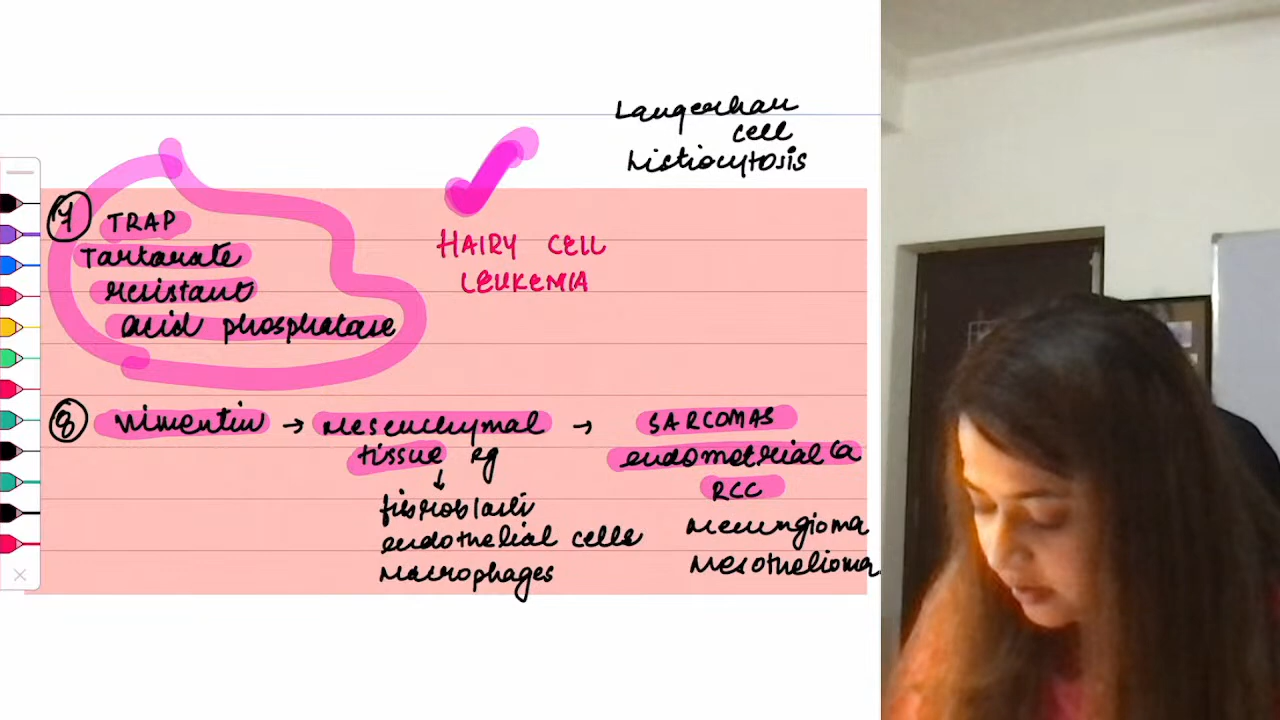 Langerhan
cell
histiocytosis
7 TRAP
Tartarate
resistant
acid phosphatase
HAIRY CELL
LEUKEMIA
8 vimentin → Mesenchymal → SARCOMAS
tissue eg endometrial Ca
↓ RCC
fibroblasts Meningioma
endothelial cells Mesothelioma
Macrophages